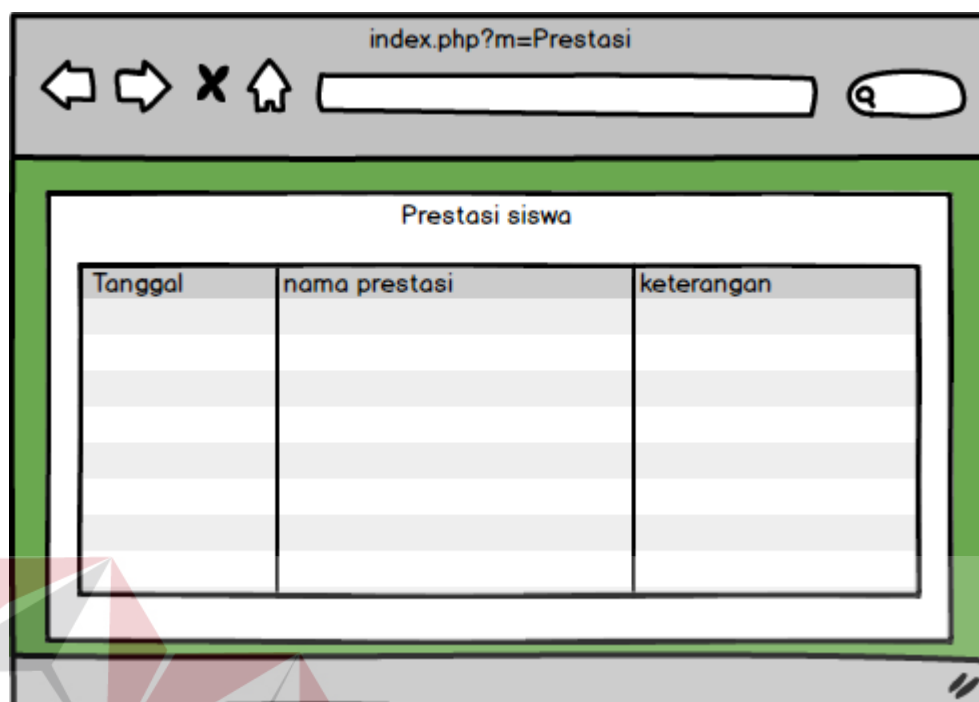 index.php?m=Prestasi
Prestasi siswa
Tanggal nama prestasi keterangan